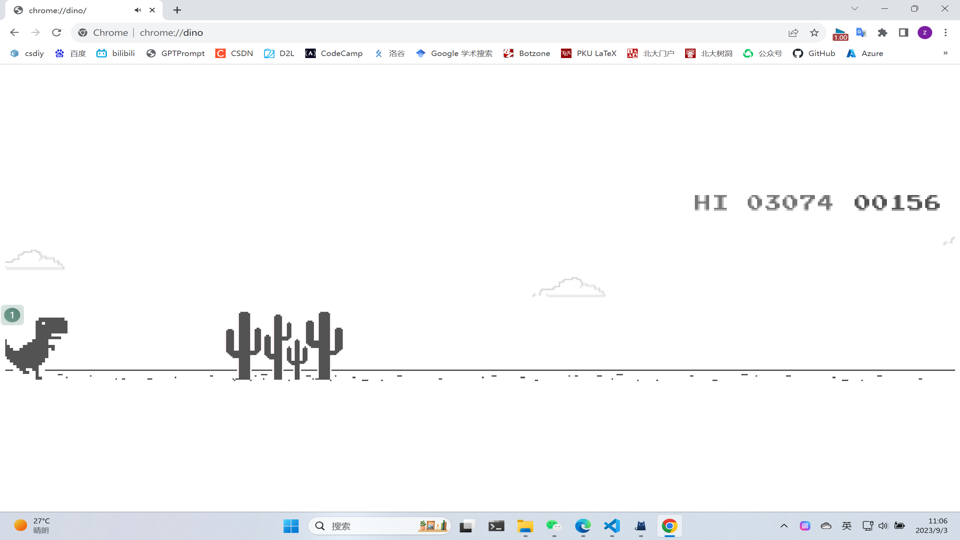 chrome://dino/
Chrome | chrome://dino
1.00
z
csdiy 百度 bilibili GPTPrompt CSDN D2L CodeCamp 洛谷 Google 学术搜索 Botzone PKU LaTeX 北大门户 北大树洞 公众号 GitHub Azure »
HI 03074 00156
1
27°C
晴朗
搜索
英
11:06
2023/9/3